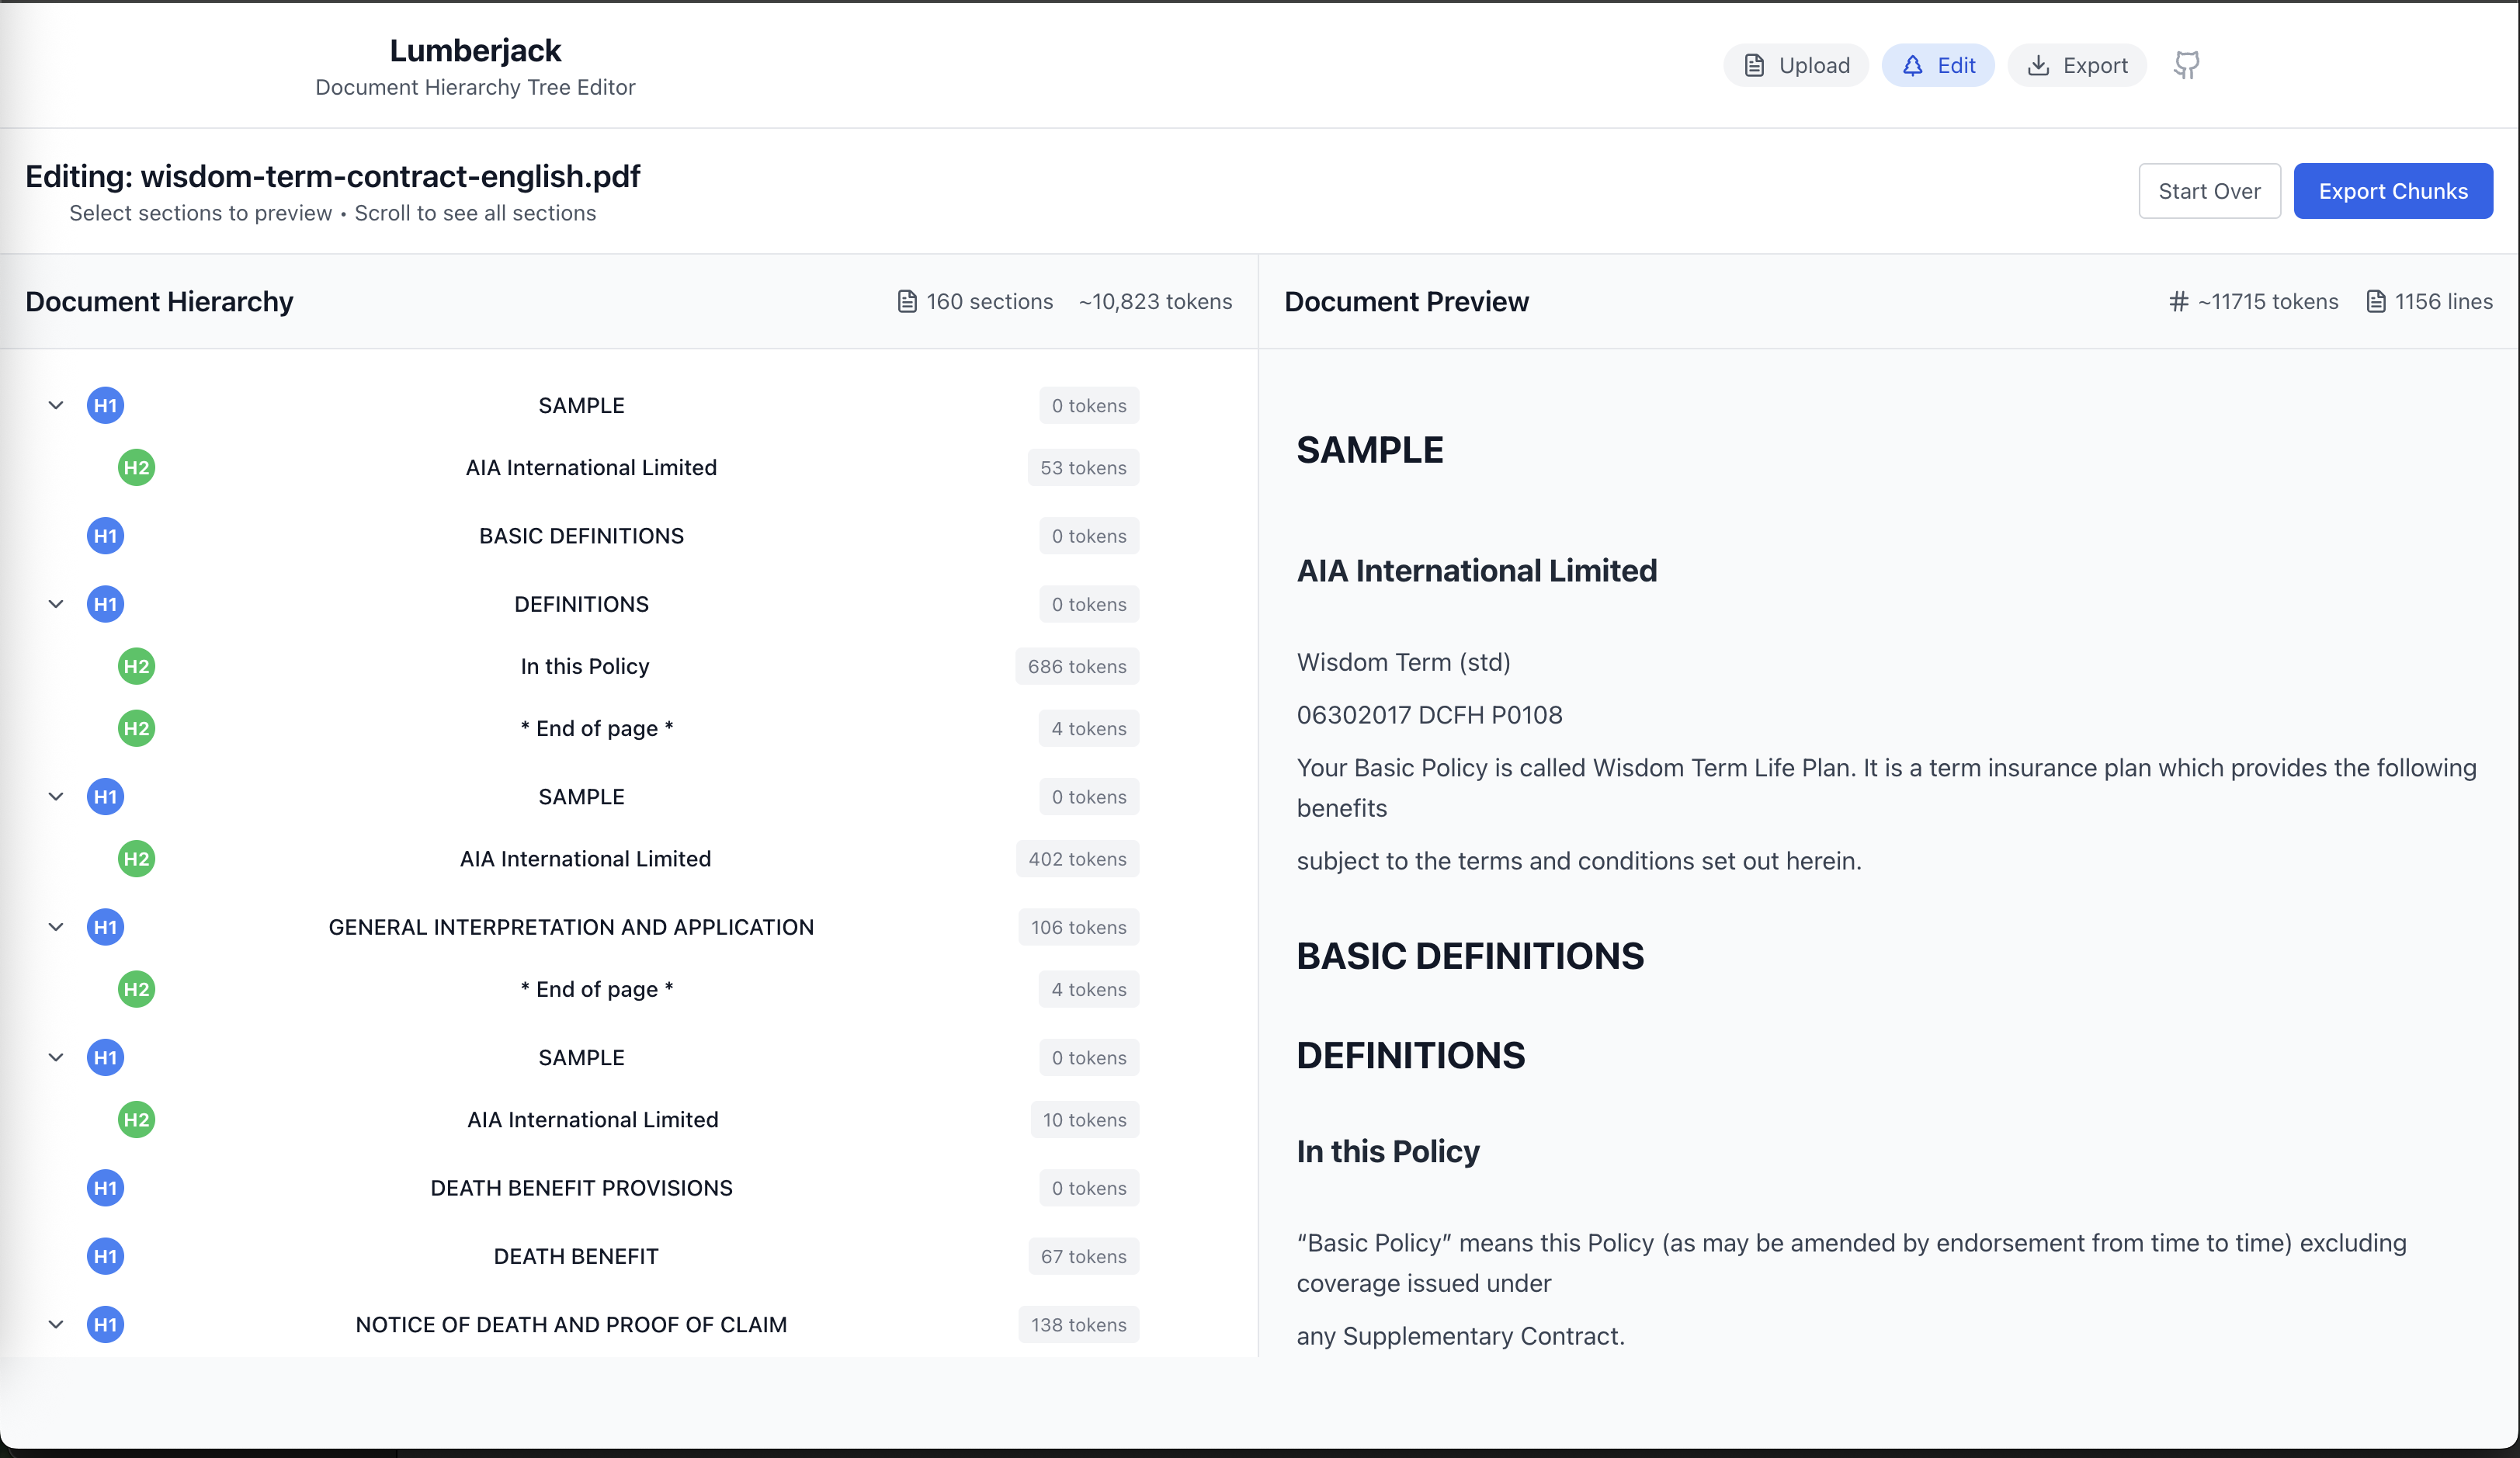 Lumberjack
Document Hierarchy Tree Editor
Upload
Edit
Export
Editing: wisdom-term-contract-english.pdf
Select sections to preview • Scroll to see all sections
Start Over
Export Chunks
Document Hierarchy
160 sections
~10,823 tokens
H1 SAMPLE 0 tokens
H2 AIA International Limited 53 tokens
H1 BASIC DEFINITIONS 0 tokens
H1 DEFINITIONS 0 tokens
H2 In this Policy 686 tokens
H2 * End of page * 4 tokens
H1 SAMPLE 0 tokens
H2 AIA International Limited 402 tokens
H1 GENERAL INTERPRETATION AND APPLICATION 106 tokens
H2 * End of page * 4 tokens
H1 SAMPLE 0 tokens
H2 AIA International Limited 10 tokens
H1 DEATH BENEFIT PROVISIONS 0 tokens
H1 DEATH BENEFIT 67 tokens
H1 NOTICE OF DEATH AND PROOF OF CLAIM 138 tokens
Document Preview
# ~11715 tokens
1156 lines
SAMPLE
AIA International Limited
Wisdom Term (std)
06302017 DCFH P0108
Your Basic Policy is called Wisdom Term Life Plan. It is a term insurance plan which provides the following
benefits
subject to the terms and conditions set out herein.
BASIC DEFINITIONS
DEFINITIONS
In this Policy
“Basic Policy” means this Policy (as may be amended by endorsement from time to time) excluding
coverage issued under
any Supplementary Contract.